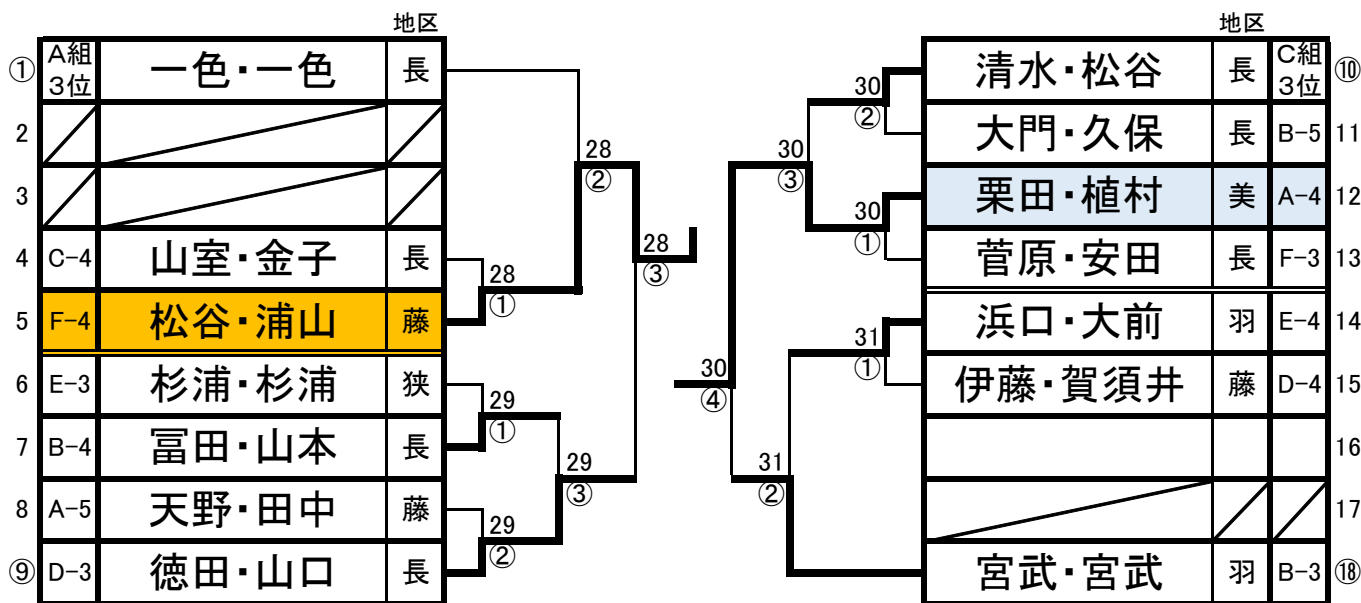 地区 地区
① A組3位 一色・一色 長
2
3
4 C-4 山室・金子 長
5 F-4 松谷・浦山 藤
6 E-3 杉浦・杉浦 狭
7 B-4 冨田・山本 長
8 A-5 天野・田中 藤
⑨ D-3 徳田・山口 長
28
①
28
②
28
③
29
①
29
②
29
③
30
①
30
②
30
③
30
④
31
①
31
②
清水・松谷 長 C組3位 ⑩
大門・久保 長 B-5 11
栗田・植村 美 A-4 12
菅原・安田 長 F-3 13
浜口・大前 羽 E-4 14
伊藤・賀須井 藤 D-4 15
16
17
宮武・宮武 羽 B-3 ⑱